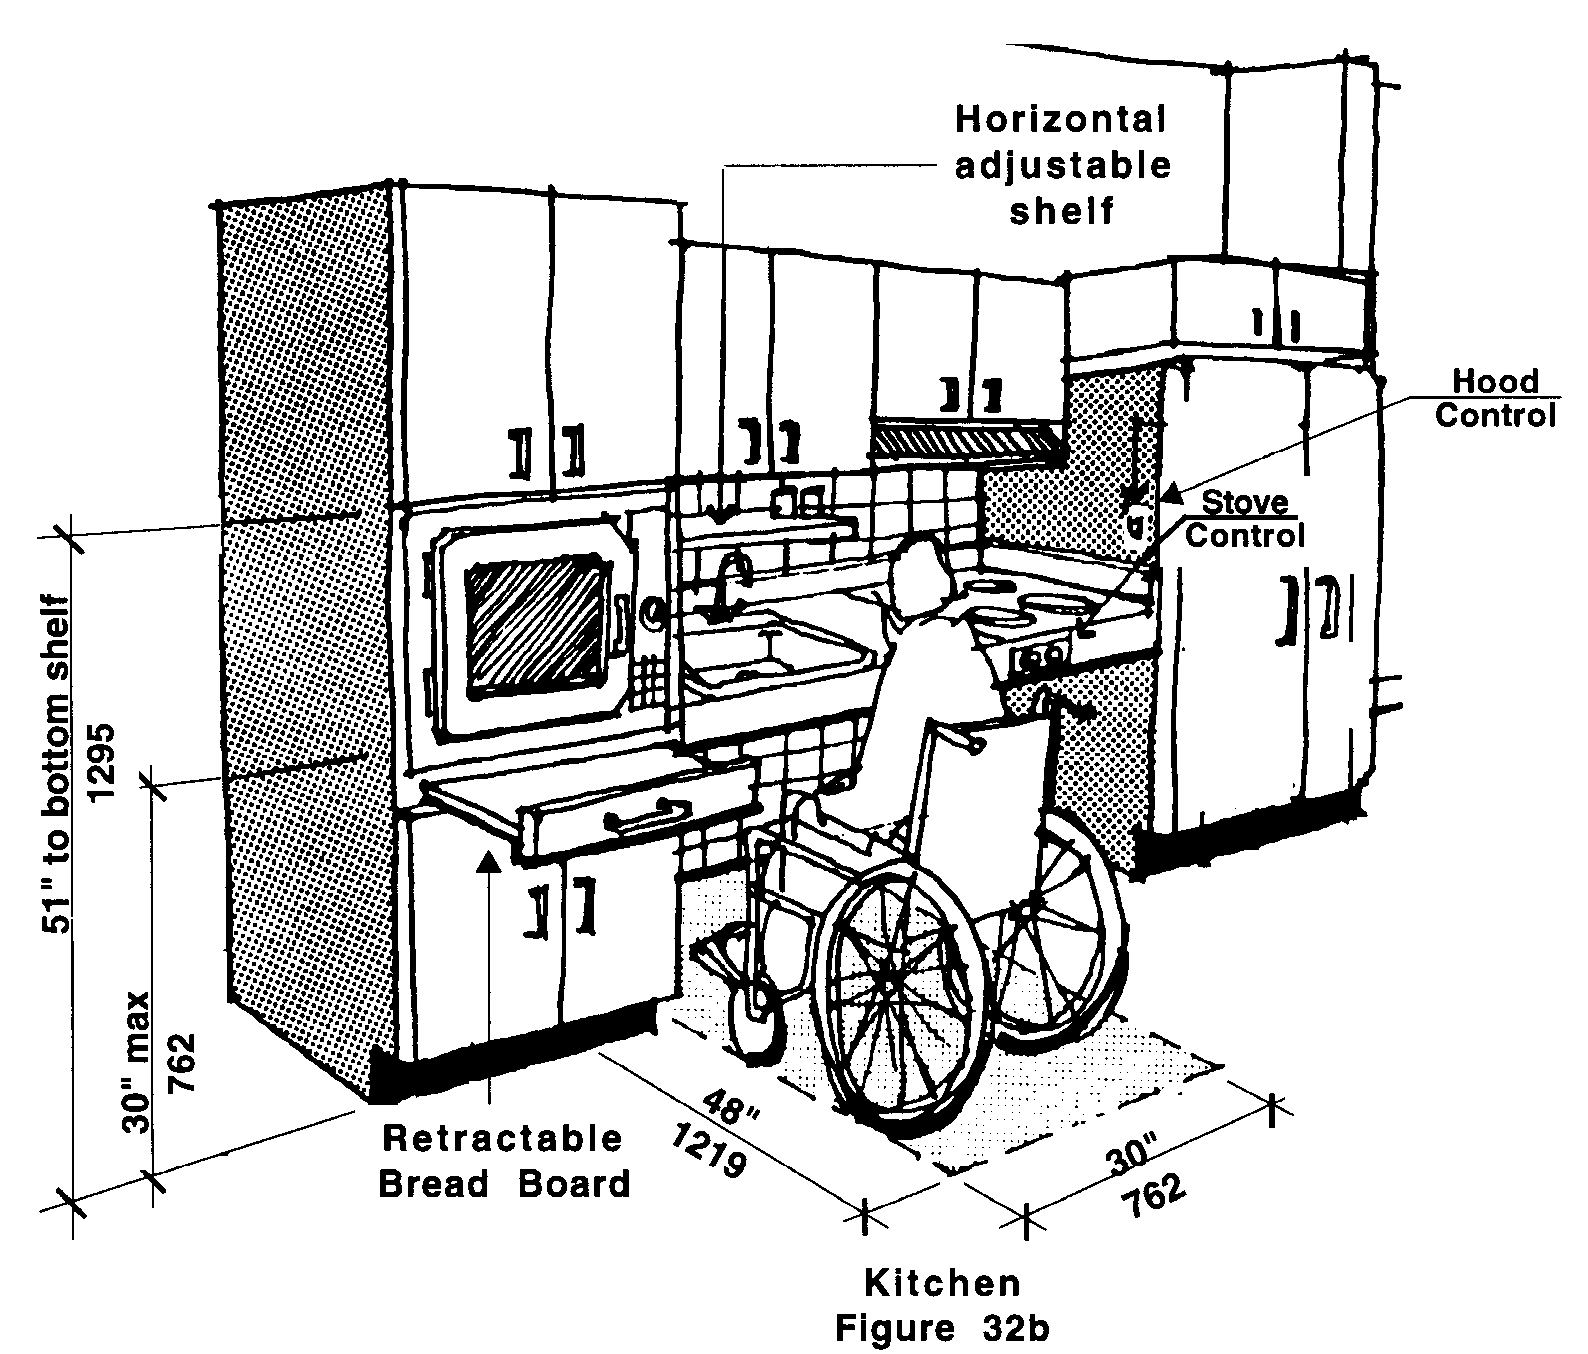 Horizontal
adjustable
shelf
Hood
Control
Stove
Control
51" to bottom shelf
1295
30" max
762
Retractable
Bread Board
48"
1219
30"
762
Kitchen
Figure 32b